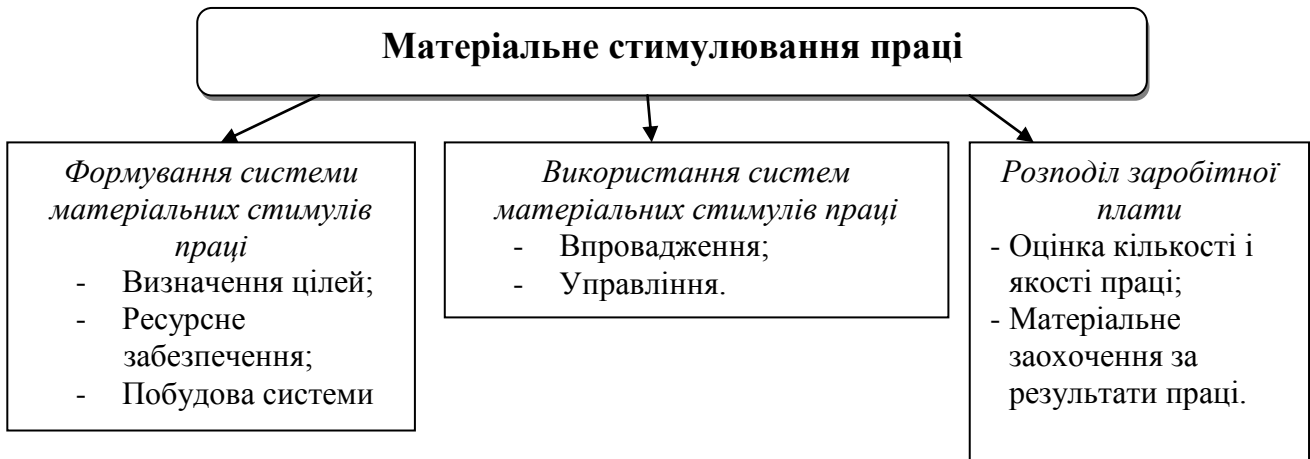 Матеріальне стимулювання праці
Формування системи
матеріальних стимулів
праці
- Визначення цілей;
- Ресурсне
забезпечення;
- Побудова системи
Використання систем
матеріальних стимулів праці
- Впровадження;
- Управління.
Розподіл заробітної
плати
- Оцінка кількості і
якості праці;
- Матеріальне
заохочення за
результати праці.